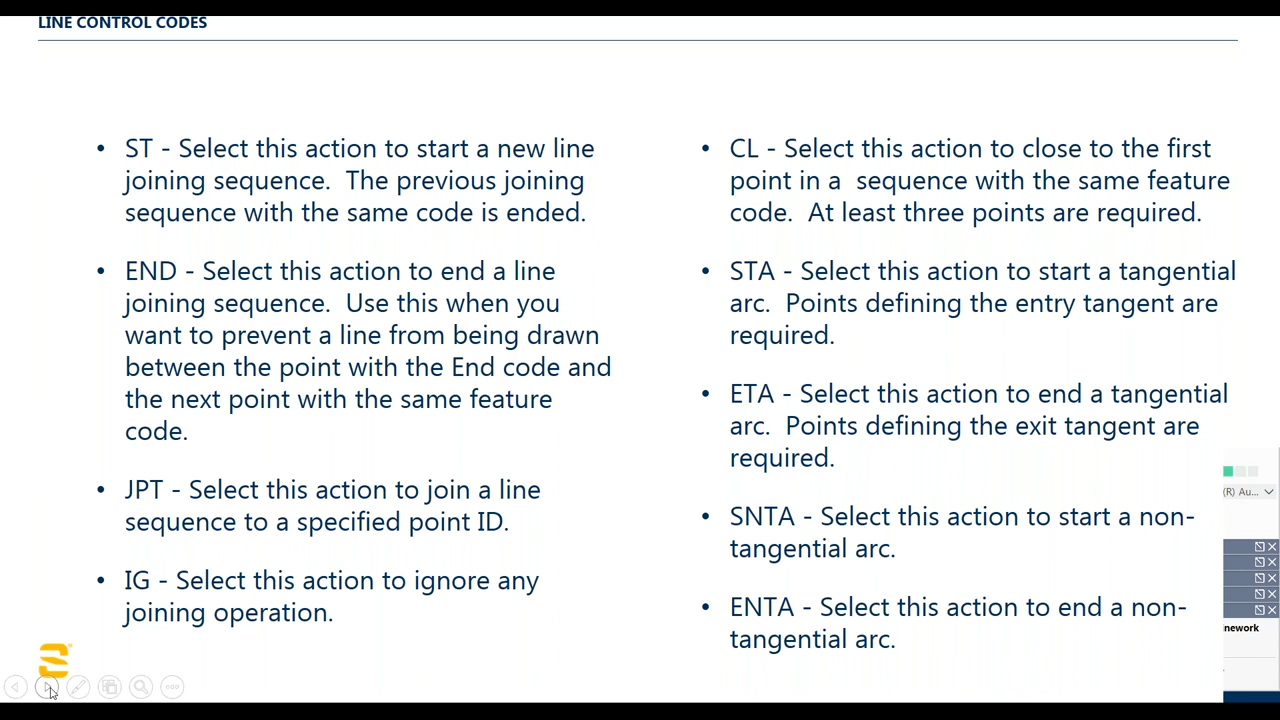 LINE CONTROL CODES
• ST - Select this action to start a new line
joining sequence.  The previous joining
sequence with the same code is ended.
• END - Select this action to end a line
joining sequence.  Use this when you
want to prevent a line from being drawn
between the point with the End code and
the next point with the same feature
code.
• JPT - Select this action to join a line
sequence to a specified point ID.
• IG - Select this action to ignore any
joining operation.
• CL - Select this action to close to the first
point in a  sequence with the same feature
code.  At least three points are required.
• STA - Select this action to start a tangential
arc.  Points defining the entry tangent are
required.
• ETA - Select this action to end a tangential
arc.  Points defining the exit tangent are
required.
• SNTA - Select this action to start a non-
tangential arc.
• ENTA - Select this action to end a non-
tangential arc.
(R) Au...
nework